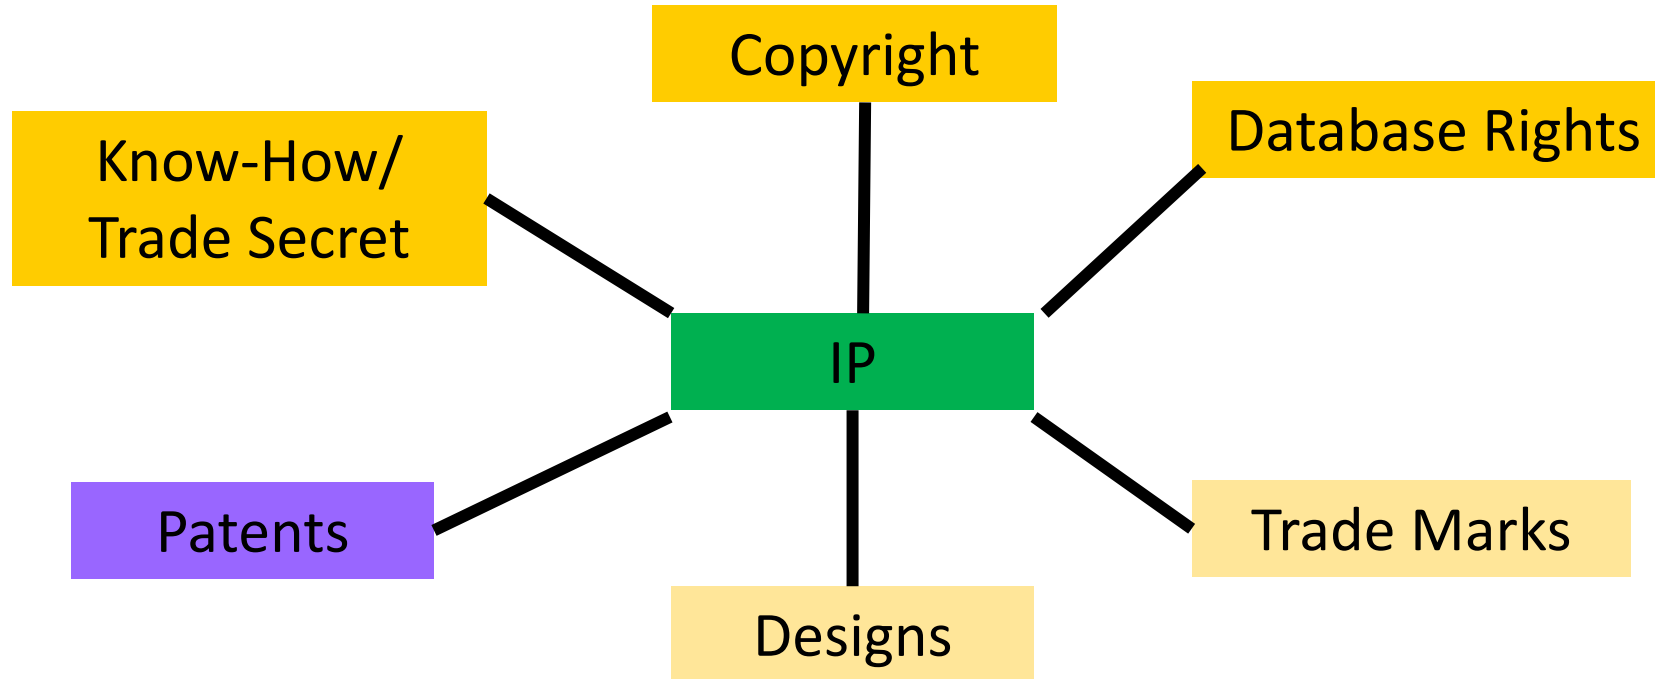 Copyright
Database Rights
Know-How/
Trade Secret
IP
Patents
Trade Marks
Designs